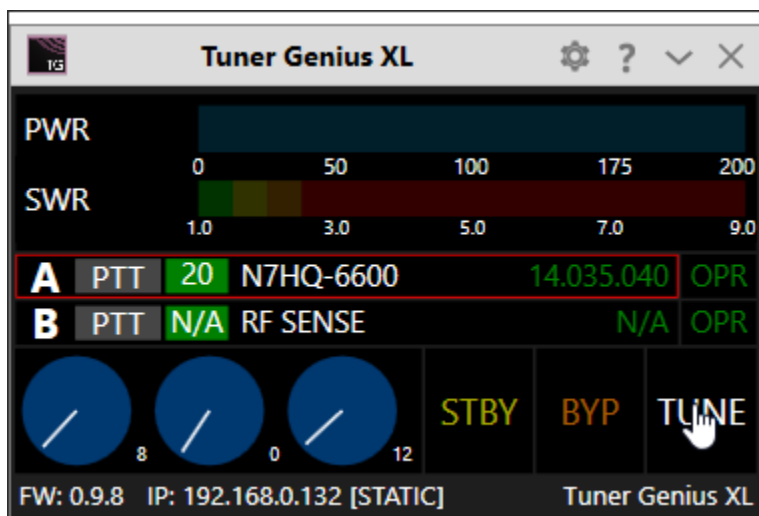 TG Tuner Genius XL ?
PWR
0 50 100 175 200
SWR
1.0 3.0 5.0 7.0 9.0
A PTT 20 N7HQ-6600 14.035.040 OPR
B PTT N/A RF SENSE N/A OPR
8 0 12 STBY BYP TUNE
FW: 0.9.8 IP: 192.168.0.132 [STATIC] Tuner Genius XL